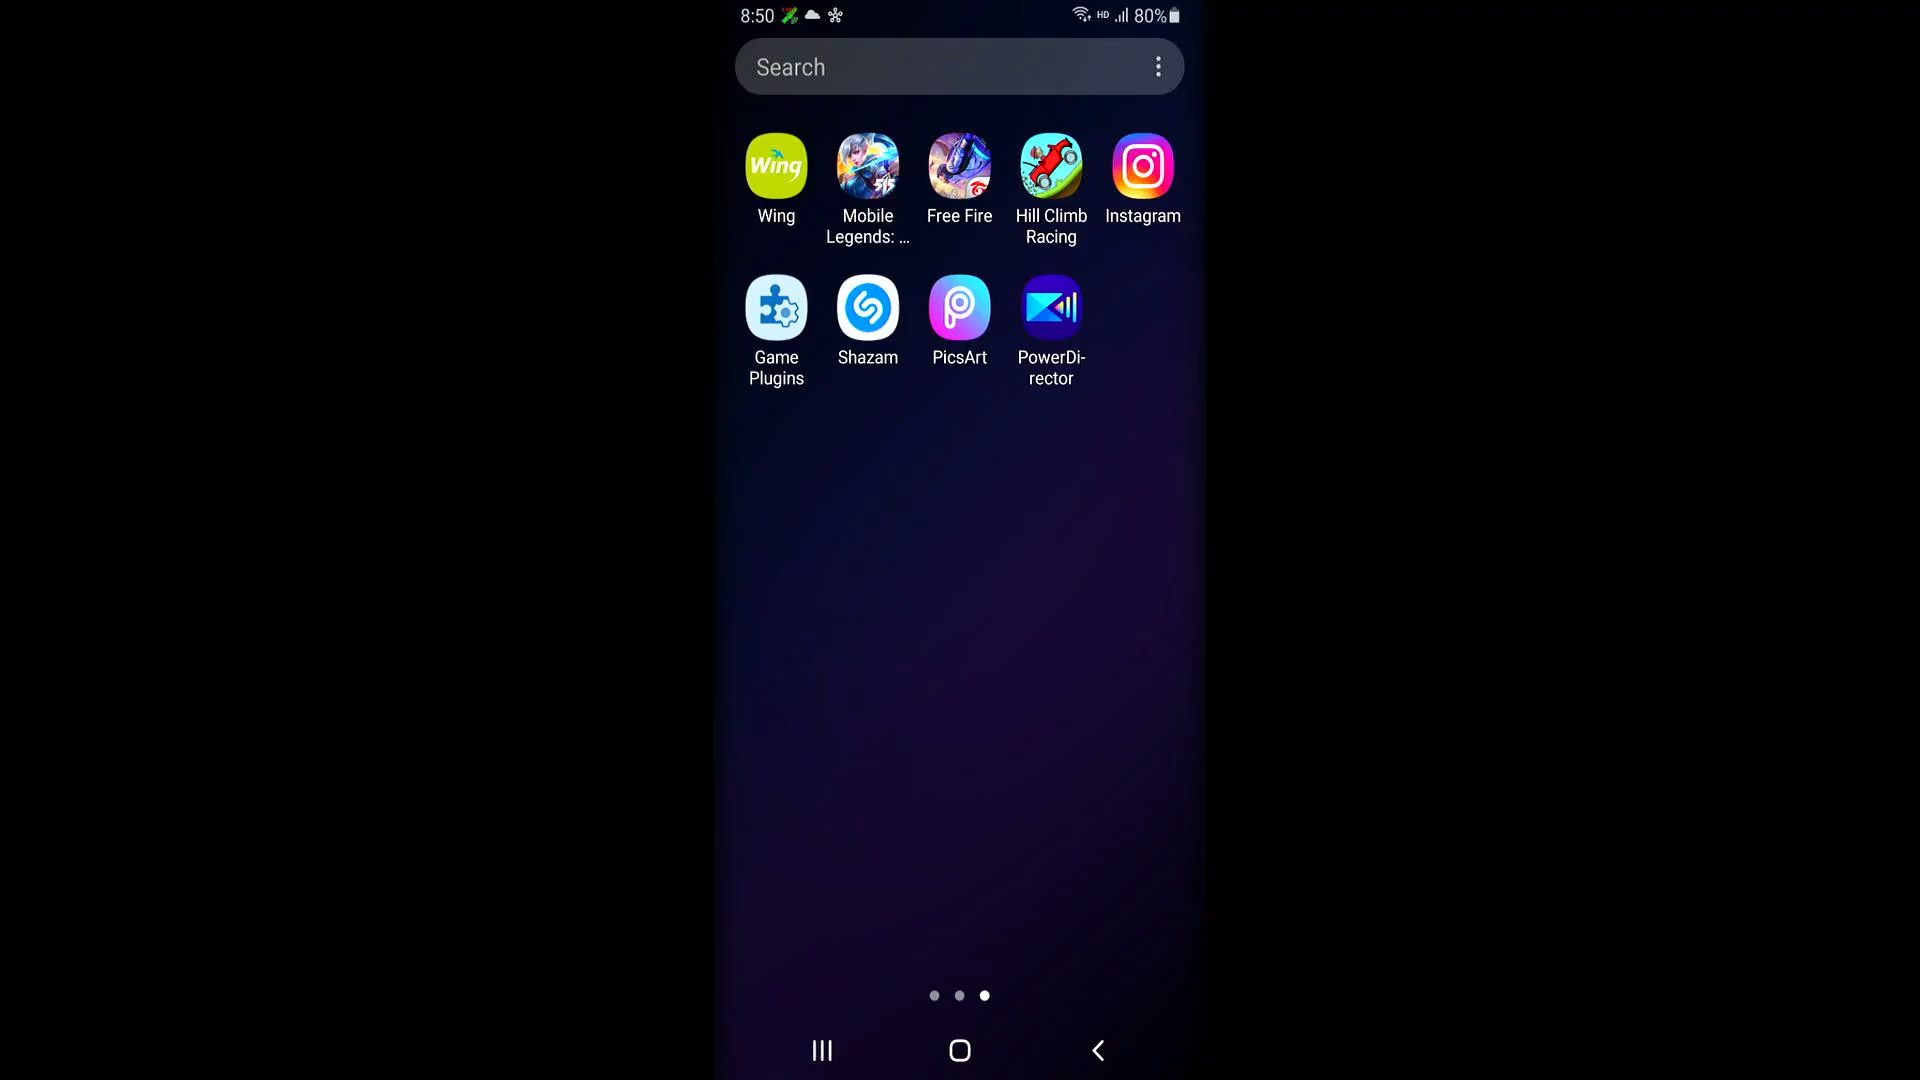 8:50
HD
80%
Search
Wing
515
Wing
Mobile
Legends: ...
Free Fire
Hill Climb
Racing
Instagram
Game
Plugins
Shazam
PicsArt
PowerDi-
rector